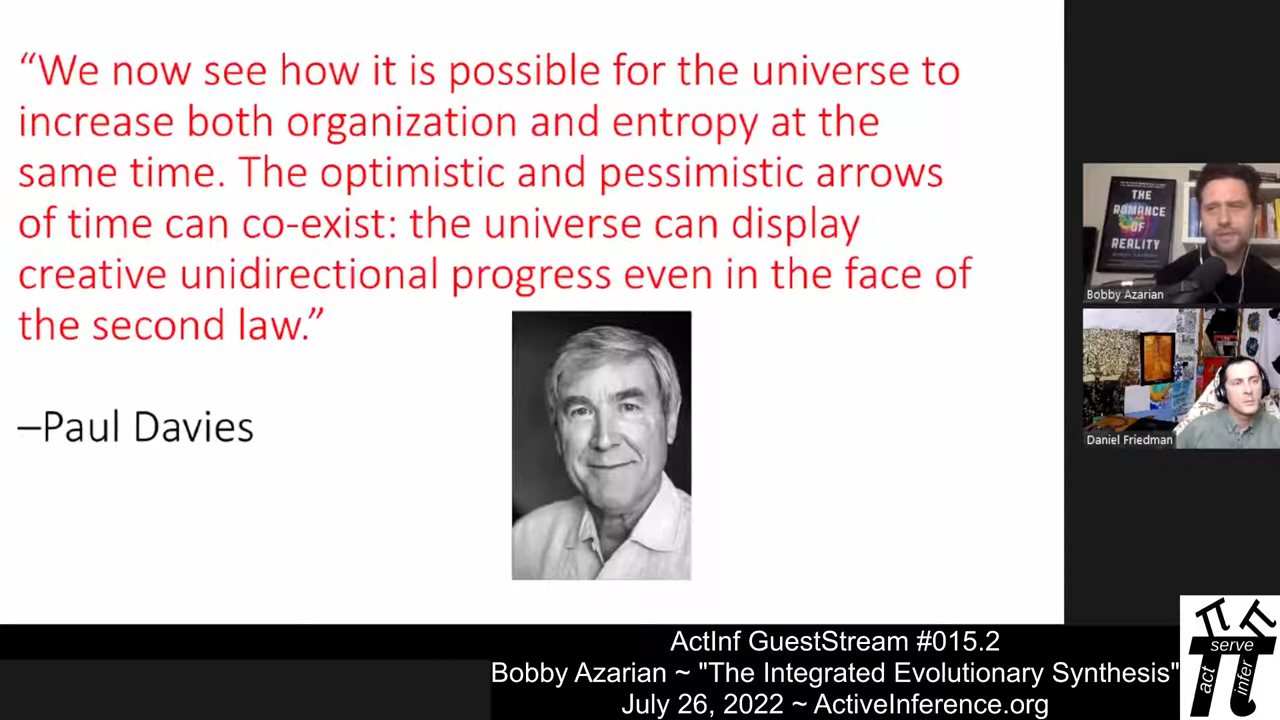 “We now see how it is possible for the universe to
increase both organization and entropy at the
same time. The optimistic and pessimistic arrows
of time can co-exist: the universe can display
creative unidirectional progress even in the face of
the second law.”
–Paul Davies
THE
ROMANCE
OF
REALITY
Bobby Azarian
Daniel Friedman
ActInf GuestStream #015.2
Bobby Azarian ~ "The Integrated Evolutionary Synthesis"
July 26, 2022 ~ ActiveInference.org
π π
serve
act
infer